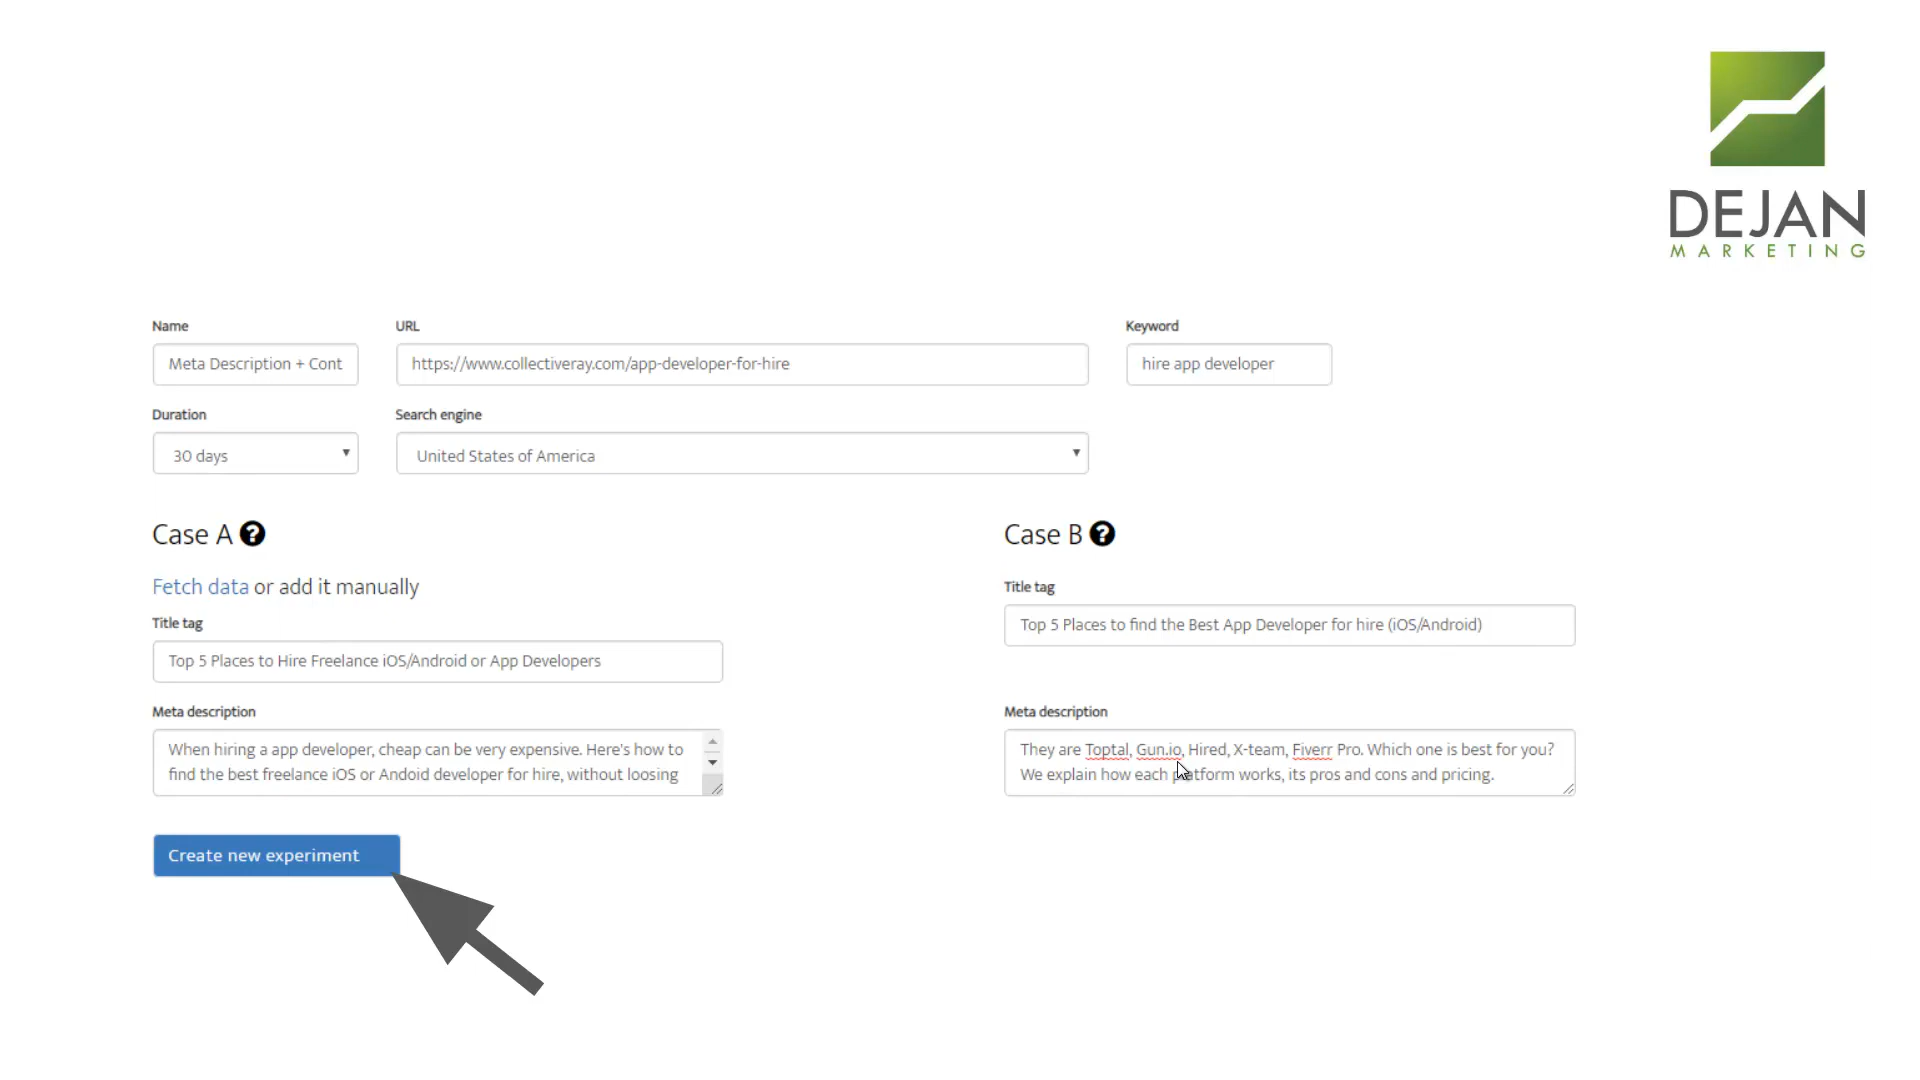 DEJAN
MARKETING
Name
URL
Keyword
Meta Description + Cont
https://www.collectiveray.com/app-developer-for-hire
hire app developer
Duration
Search engine
30 days
United States of America
Case A ?
Case B ?
Fetch data or add it manually
Title tag
Title tag
Top 5 Places to find the Best App Developer for hire (iOS/Android)
Top 5 Places to Hire Freelance iOS/Android or App Developers
Meta description
Meta description
When hiring a app developer, cheap can be very expensive. Here's how to
find the best freelance iOS or Andoid developer for hire, without loosing
They are Toptal, Gun.io, Hired, X-team, Fiverr Pro. Which one is best for you?
We explain how each platform works, its pros and cons and pricing.
Create new experiment